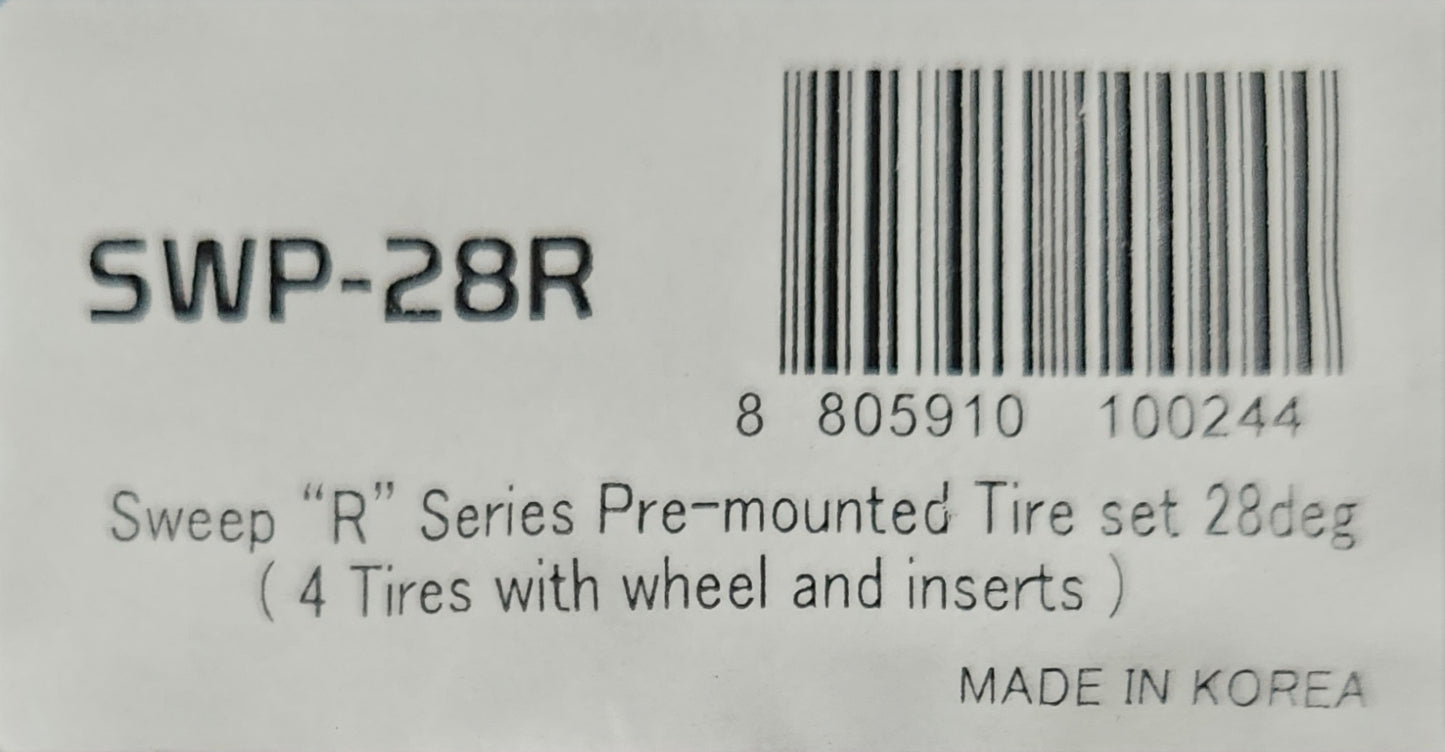 SWP-28R
8 805910 100244
Sweep “R” Series Pre-mounted Tire set 28deg
( 4 Tires with wheel and inserts )
MADE IN KOREA